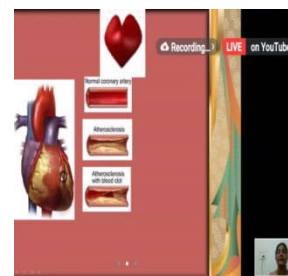 Recording...
LIVE on YouTube
Normal coronary artery
Atherosclerosis
Atherosclerosis
with blood clot